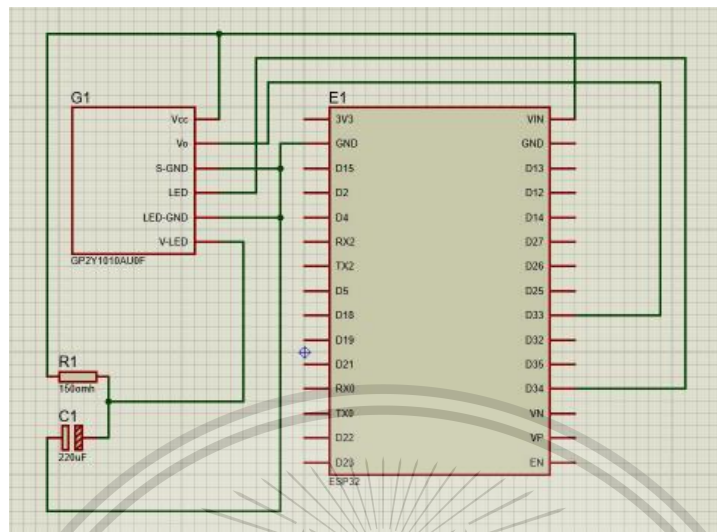 G1
Vcc
Vo
S-GND
LED
LED-GND
V-LED
GP2Y1010AU0F
R1
150omh
C1
220uF
E1
3V3
GND
D15
D2
D4
RX2
TX2
D5
D18
D19
D21
RX0
TX0
D22
D23
VIN
GND
D13
D12
D14
D27
D26
D25
D33
D32
D35
D34
VN
VP
EN
ESP32